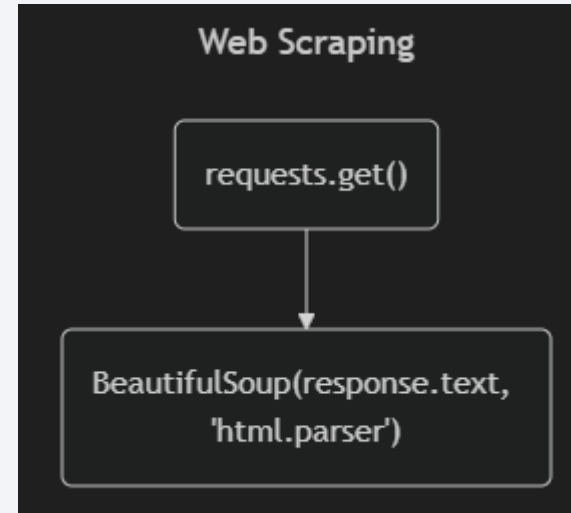 Web Scraping
requests.get()
BeautifulSoup(response.text,
'html.parser')